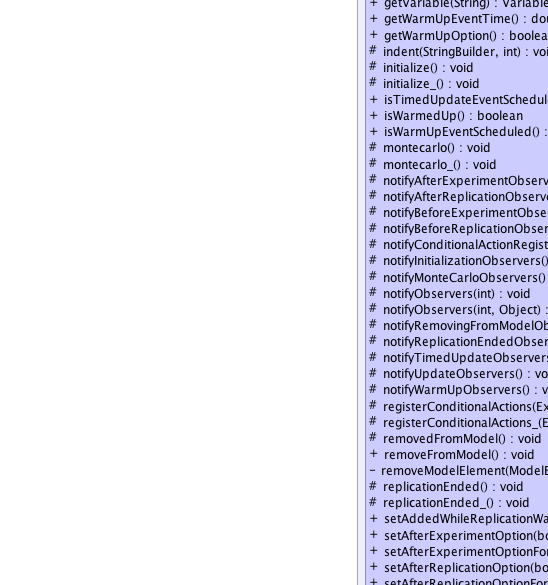 + getVariable(String) : Variable
+ getWarmUpEventTime() : dou
+ getWarmUpOption() : boolea
# indent(StringBuilder, int) : voi
# initialize() : void
# initialize_() : void
+ isTimedUpdateEventSchedul
+ isWarmedUp() : boolean
+ isWarmUpEventScheduled() :
# montecarlo() : void
# montecarlo_() : void
# notifyAfterExperimentObserv
# notifyAfterReplicationObserv
# notifyBeforeExperimentObse
# notifyBeforeReplicationObser
# notifyConditionalActionRegist
# notifyInitializationObservers()
# notifyMonteCarloObservers()
# notifyObservers(int) : void
# notifyObservers(int, Object) :
# notifyRemovingFromModelOb
# notifyReplicationEndedObser
# notifyTimedUpdateObservers
# notifyUpdateObservers() : vo
# notifyWarmUpObservers() : v
# registerConditionalActions(Ex
# registerConditionalActions_(E
# removedFromModel() : void
+ removeFromModel() : void
- removeModelElement(ModelE
# replicationEnded() : void
# replicationEnded_() : void
+ setAddedWhileReplicationWa
+ setAfterExperimentOption(bo
+ setAfterExperimentOptionFor
+ setAfterReplicationOption(bo
+ setAfterReplicationOptionFor